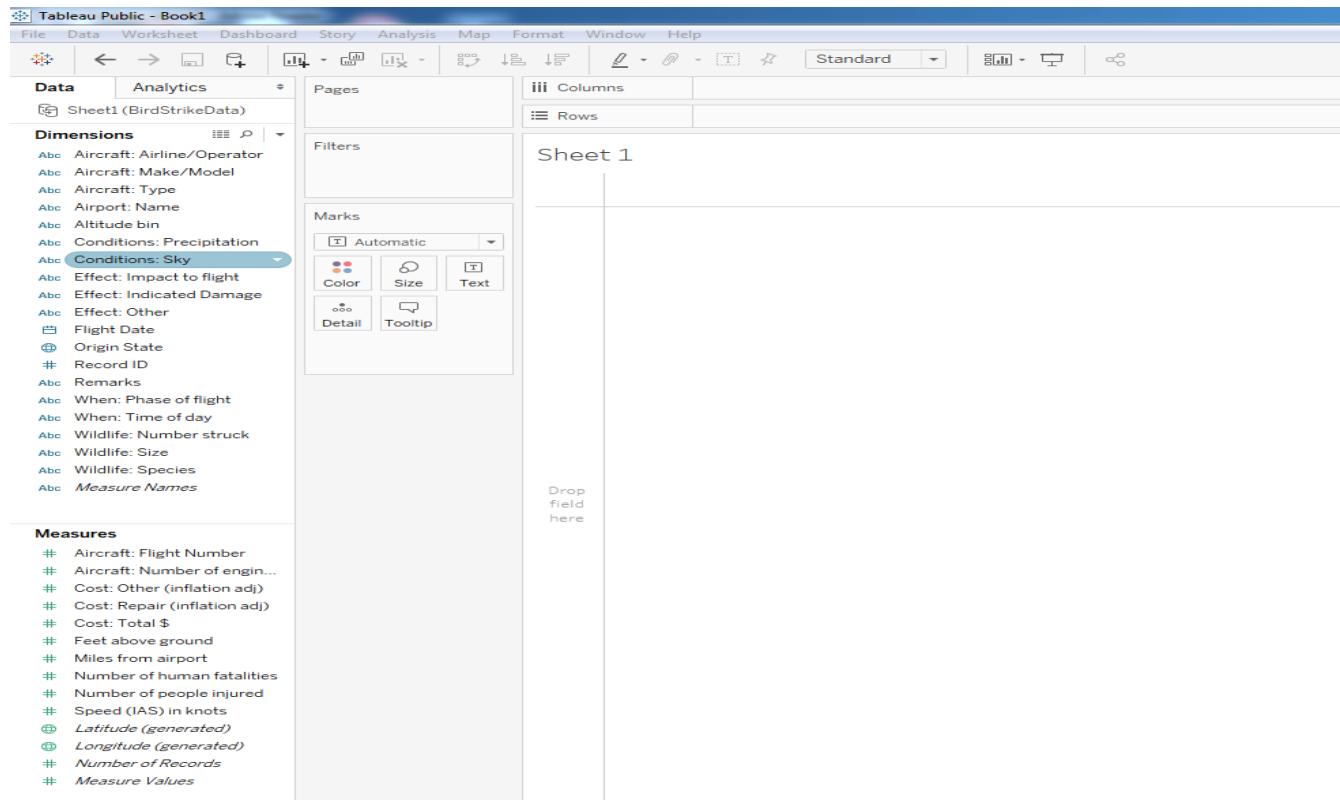 Tableau Public - Book1
File Data Worksheet Dashboard Story Analysis Map Format Window Help
Standard
Data Analytics
Sheet1 (BirdStrikeData)
Dimensions
Abc Aircraft: Airline/Operator
Abc Aircraft: Make/Model
Abc Aircraft: Type
Abc Airport: Name
Abc Altitude bin
Abc Conditions: Precipitation
Abc Conditions: Sky
Abc Effect: Impact to flight
Abc Effect: Indicated Damage
Abc Effect: Other
Flight Date
Origin State
# Record ID
Abc Remarks
Abc When: Phase of flight
Abc When: Time of day
Abc Wildlife: Number struck
Abc Wildlife: Size
Abc Wildlife: Species
Abc Measure Names
Measures
# Aircraft: Flight Number
# Aircraft: Number of engin...
# Cost: Other (inflation adj)
# Cost: Repair (inflation adj)
# Cost: Total $
# Feet above ground
# Miles from airport
# Number of human fatalities
# Number of people injured
# Speed (IAS) in knots
Latitude (generated)
Longitude (generated)
# Number of Records
# Measure Values
Pages
Filters
Marks
T Automatic
T
Color Size Text
Detail Tooltip
Columns
Rows
Sheet 1
Drop
field
here